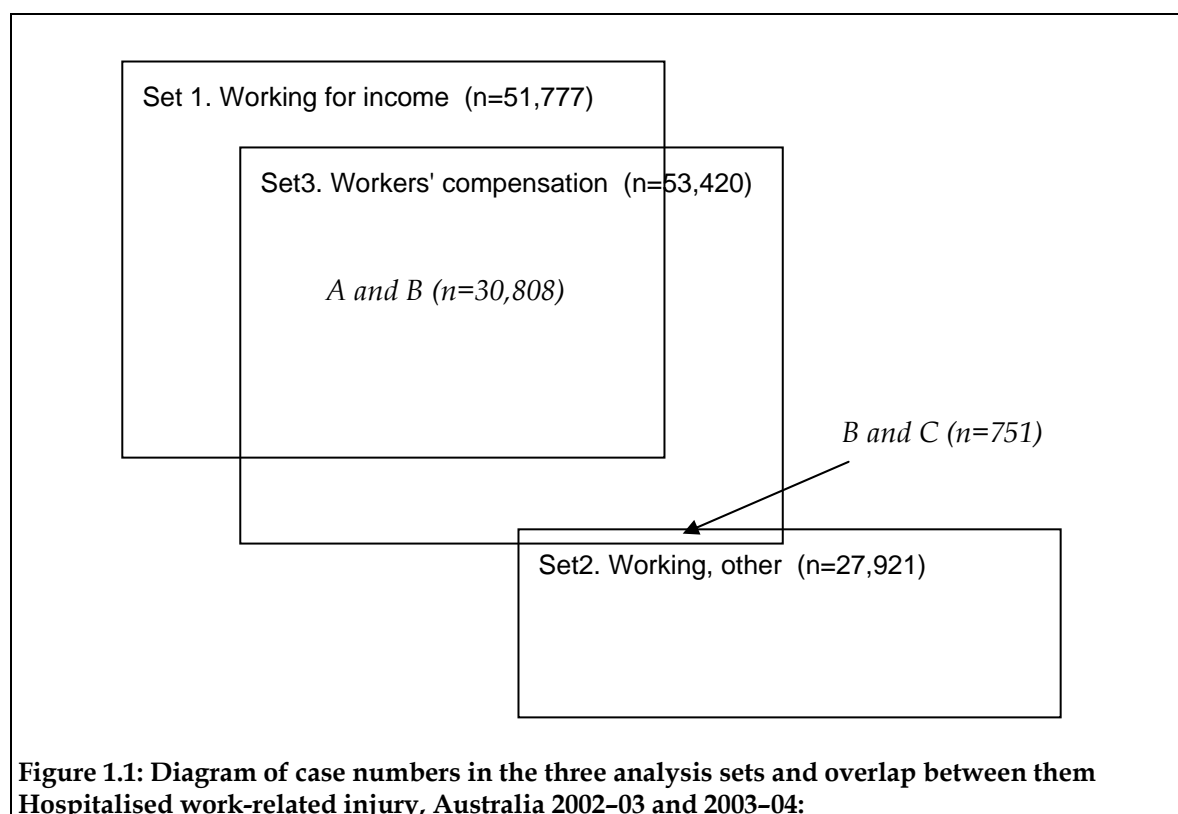 Set 1. Working for income (n=51,777)
Set3. Workers' compensation (n=53,420)
A and B (n=30,808)
B and C (n=751)
Set2. Working, other (n=27,921)
Figure 1.1: Diagram of case numbers in the three analysis sets and overlap between them
Hospitalised work-related injury, Australia 2002–03 and 2003–04: